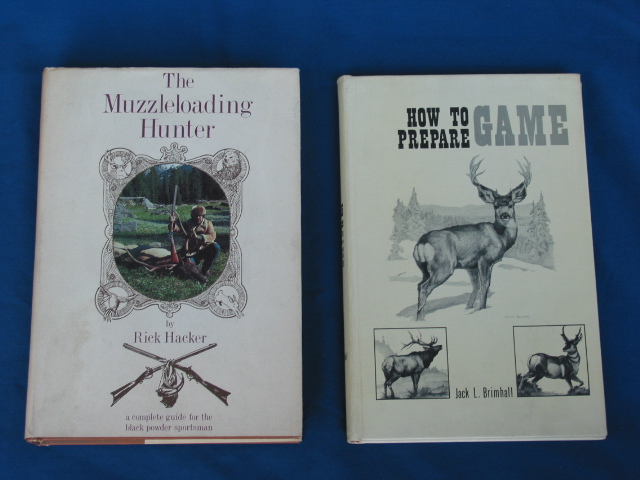 The
Muzzleloading
Hunter
by
Rick Hacker
a complete guide for the
black powder sportsman
HOW TO
PREPARE GAME
Jack L. Brimhall